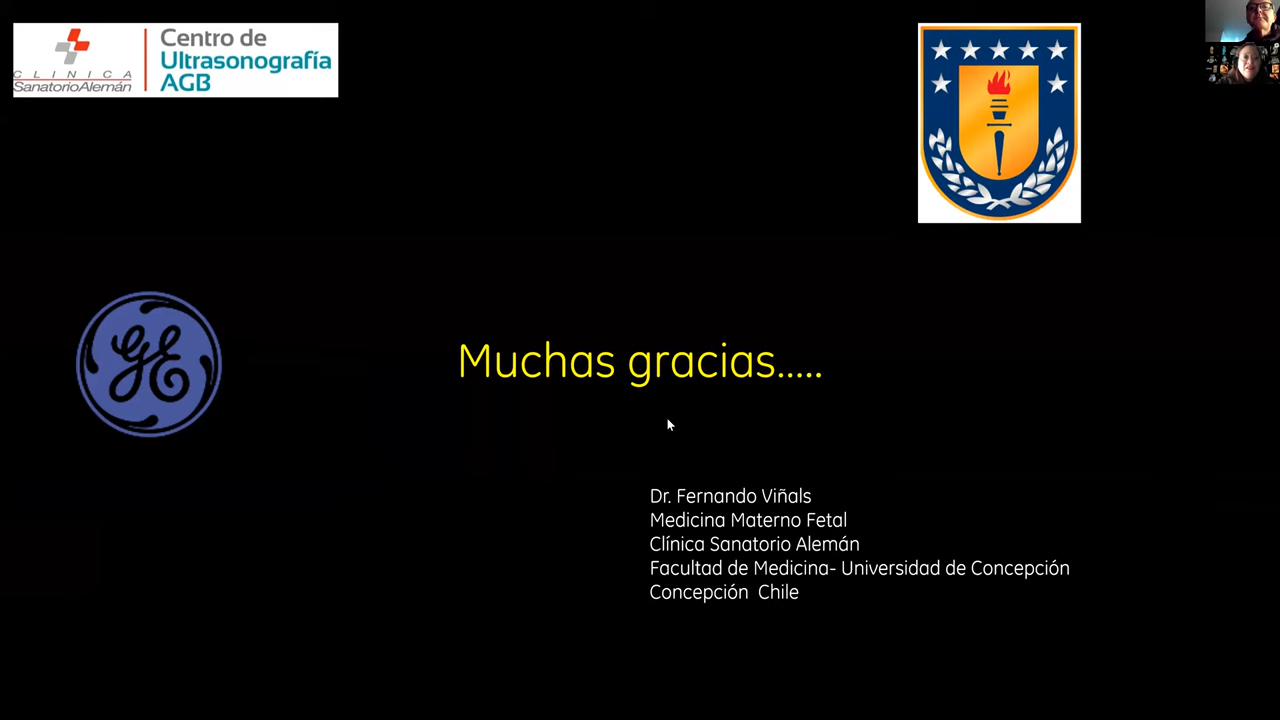 CLINICA
SanatorioAlemán
Centro de
Ultrasonografía
AGB
GE
Muchas gracias.....
Dr. Fernando Viñals
Medicina Materno Fetal
Clínica Sanatorio Alemán
Facultad de Medicina- Universidad de Concepción
Concepción  Chile